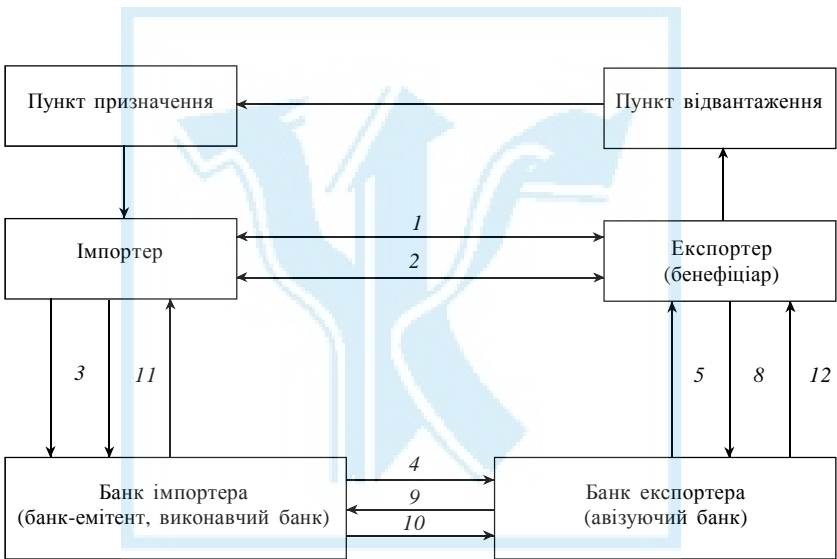 Пункт призначення
Пункт відвантаження
Імпортер
1
2
Експортер
(бенефіціар)
3
11
5
8
12
Банк імпортера
(банк-емітент, виконавчий банк)
4
9
10
Банк експортера
(авізуючий банк)